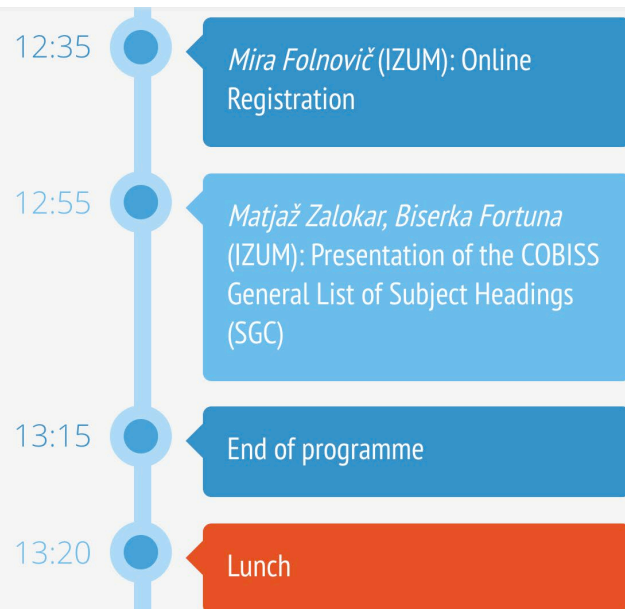 12:35
Mira Folnovič (IZUM): Online
Registration
12:55
Matjaž Zalokar, Biserka Fortuna
(IZUM): Presentation of the COBISS
General List of Subject Headings
(SGC)
13:15
End of programme
13:20
Lunch